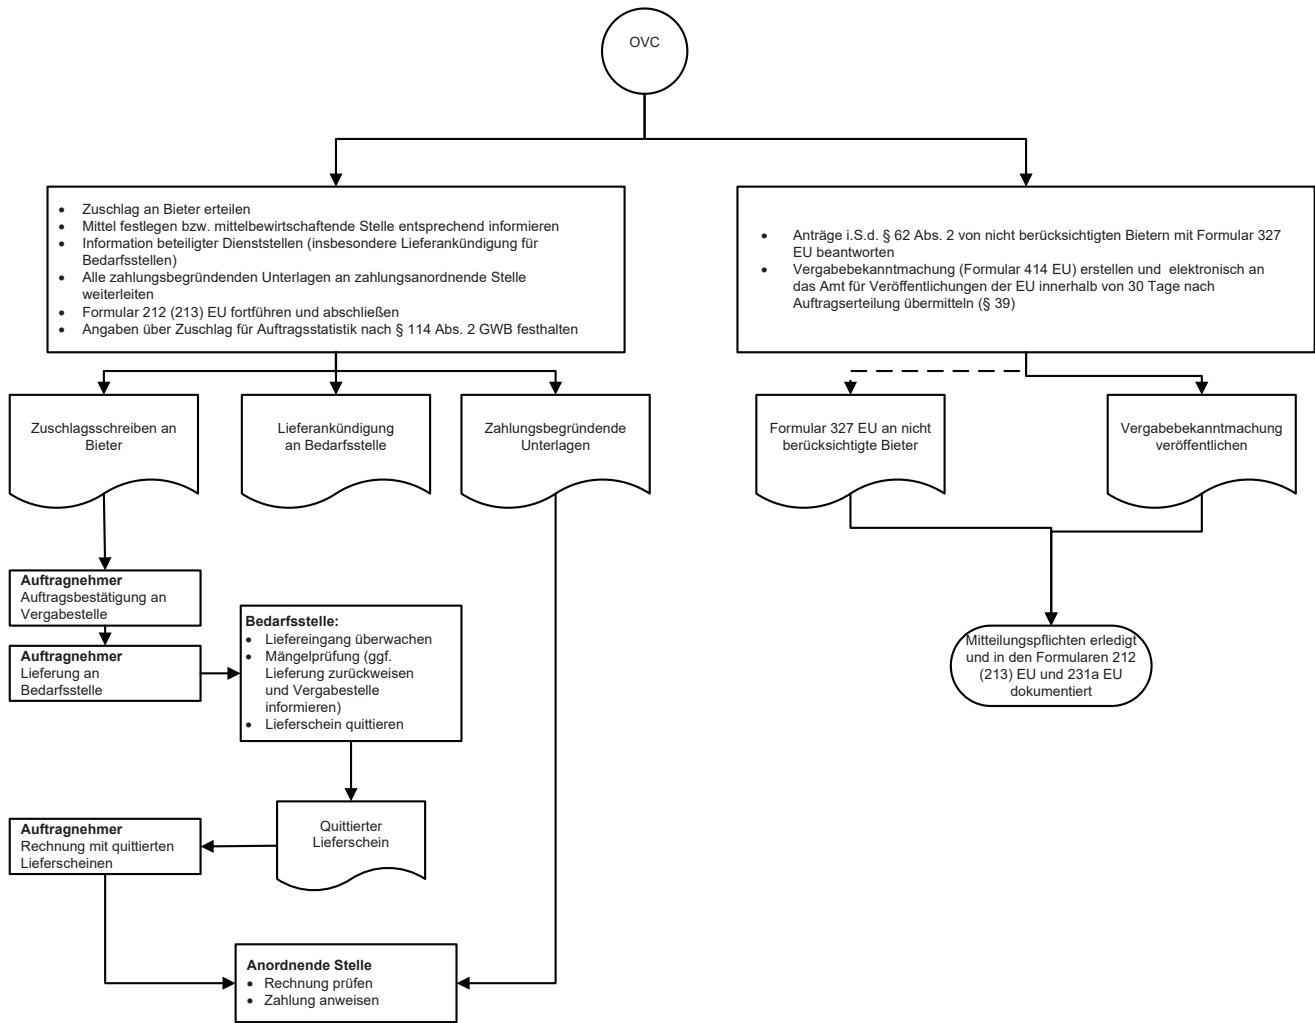 OVC
• Zuschlag an Bieter erteilen
• Mittel festlegen bzw. mittelbewirtschaftende Stelle entsprechend informieren
• Information beteiligter Dienststellen (insbesondere Lieferankündigung für
Bedarfsstellen)
• Alle zahlungsbegründenden Unterlagen an zahlungsanordnende Stelle
weiterleiten
• Formular 212 (213) EU fortführen und abschließen
• Angaben über Zuschlag für Auftragsstatistik nach § 114 Abs. 2 GWB festhalten
• Anträge i.S.d. § 62 Abs. 2 von nicht berücksichtigten Bietern mit Formular 327
EU beantworten
• Vergabebekanntmachung (Formular 414 EU) erstellen und elektronisch an
das Amt für Veröffentlichungen der EU innerhalb von 30 Tage nach
Auftragserteilung übermitteln (§ 39)
Zuschlagsschreiben an
Bieter
Lieferankündigung
an Bedarfsstelle
Zahlungsbegründende
Unterlagen
Formular 327 EU an nicht
berücksichtigte Bieter
Vergabebekanntmachung
veröffentlichen
Auftragnehmer
Auftragsbestätigung an
Vergabestelle
Auftragnehmer
Lieferung an
Bedarfsstelle
Bedarfsstelle:
• Liefereingang überwachen
• Mängelprüfung (ggf.
Lieferung zurückweisen
und Vergabestelle
informieren)
• Lieferschein quittieren
Mitteilungspflichten erledigt
und in den Formularen 212
(213) EU und 231a EU
dokumentiert
Quittierter
Lieferschein
Auftragnehmer
Rechnung mit quittierten
Lieferscheinen
Anordnende Stelle
• Rechnung prüfen
• Zahlung anweisen